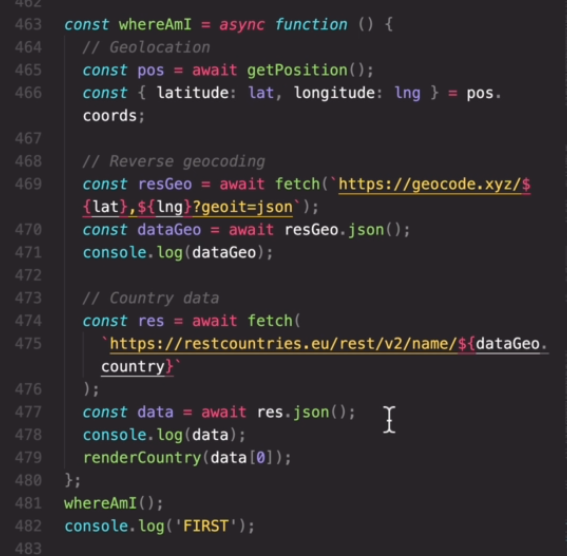 462
463 const whereAmI = async function () {
464 // Geolocation
465 const pos = await getPosition();
466 const { latitude: lat, longitude: lng } = pos.
coords;
467
468 // Reverse geocoding
469 const resGeo = await fetch(`https://geocode.xyz/$
{lat},${lng}?geoit=json`);
470 const dataGeo = await resGeo.json();
471 console.log(dataGeo);
472
473 // Country data
474 const res = await fetch(
475 `https://restcountries.eu/rest/v2/name/${dataGeo.
country}`
476 );
477 const data = await res.json();
478 console.log(data);
479 renderCountry(data[0]);
480 };
481 whereAmI();
482 console.log('FIRST');
483